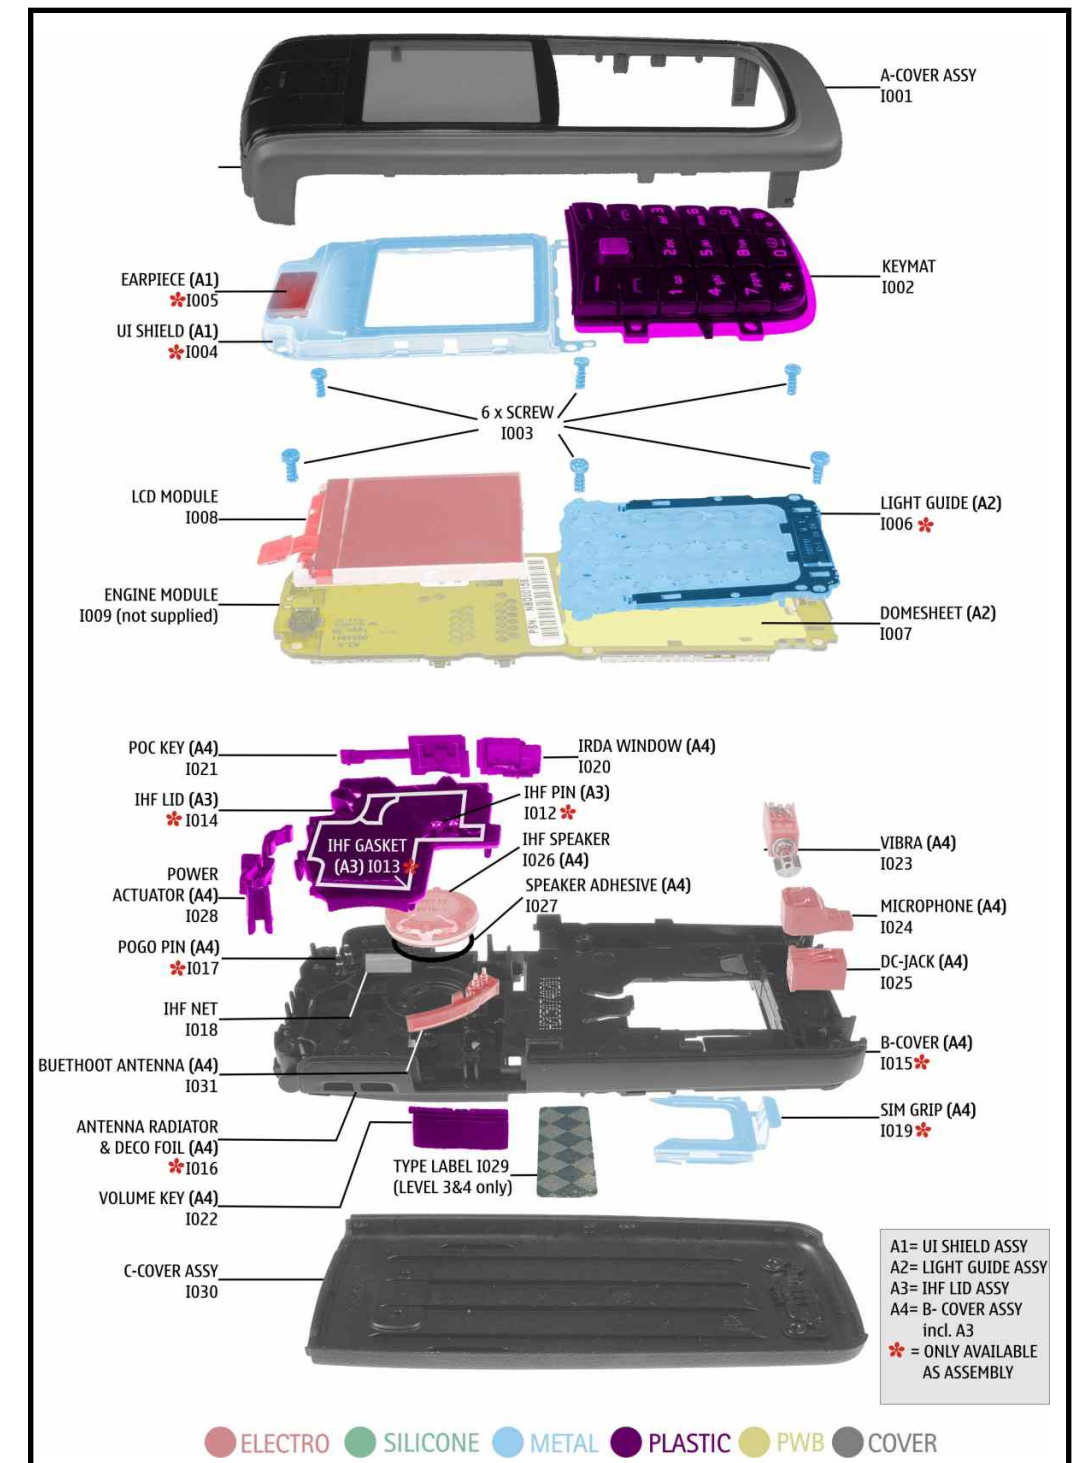 A-COVER ASSY
I001
KEYMAT
I002
EARPIECE (A1)
*I005
UI SHIELD (A1)
*I004
6 x SCREW
I003
LCD MODULE
I008
LIGHT GUIDE (A2)
I006 *
ENGINE MODULE
I009 (not supplied)
DOMESHEET (A2)
I007
POC KEY (A4)
I021
IRDA WINDOW (A4)
I020
IHF LID (A3)
* I014
IHF PIN (A3)
I012 *
IHF GASKET
(A3) I013 *
IHF SPEAKER
I026 (A4)
VIBRA (A4)
I023
POWER
ACTUATOR (A4)
I028
SPEAKER ADHESIVE (A4)
I027
MICROPHONE (A4)
I024
POGO PIN (A4)
*I017
DC-JACK (A4)
I025
IHF NET
I018
B-COVER (A4)
I015*
BUETHOOT ANTENNA (A4)
I031
SIM GRIP (A4)
I019*
ANTENNA RADIATOR
& DECO FOIL (A4)
*I016
TYPE LABEL I029
(LEVEL 3&4 only)
VOLUME KEY (A4)
I022
C-COVER ASSY
I030
A1= UI SHIELD ASSY
A2= LIGHT GUIDE ASSY
A3= IHF LID ASSY
A4= B- COVER ASSY
incl. A3
* = ONLY AVAILABLE
AS ASSEMBLY
ELECTRO SILICONE METAL PLASTIC PWB COVER